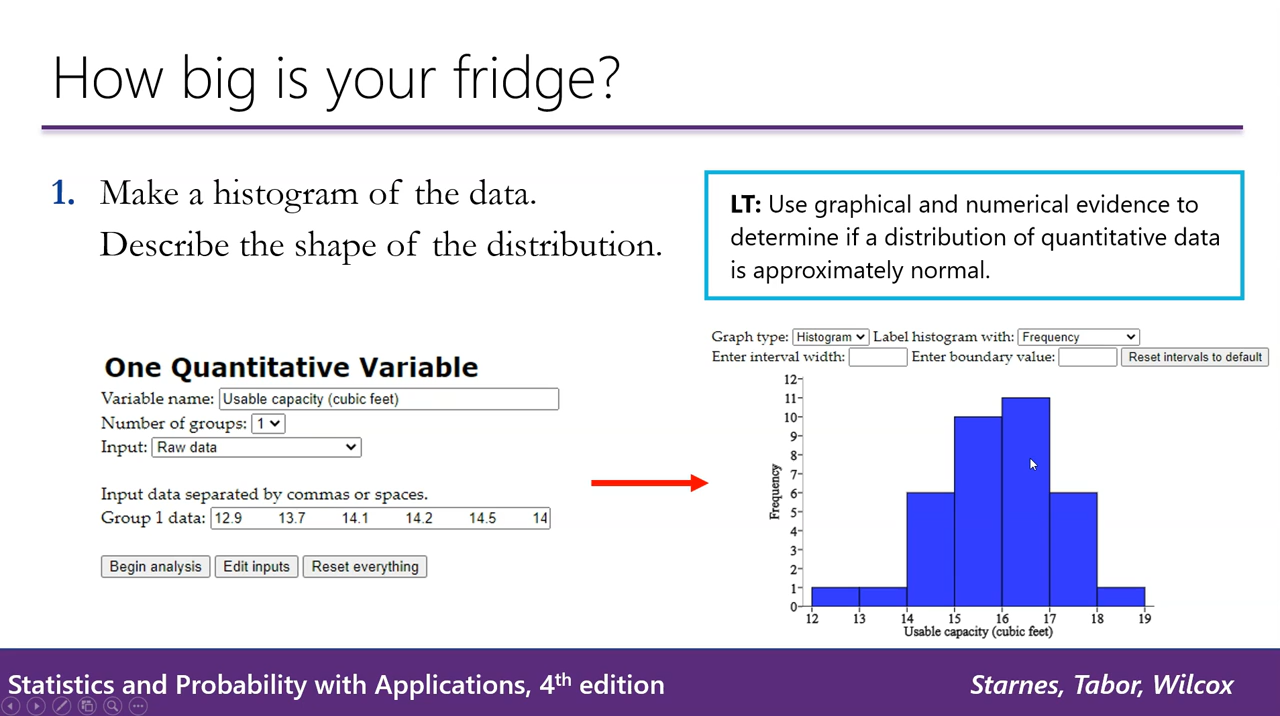 How big is your fridge?
1. Make a histogram of the data.
Describe the shape of the distribution.
LT: Use graphical and numerical evidence to
determine if a distribution of quantitative data
is approximately normal.
One Quantitative Variable
Variable name: Usable capacity (cubic feet)
Number of groups: 1
Input: Raw data
Input data separated by commas or spaces.
Group 1 data: 12.9 13.7 14.1 14.2 14.5 14
Begin analysis Edit inputs Reset everything
Graph type: Histogram Label histogram with: Frequency
Enter interval width: Enter boundary value: Reset intervals to default
12
11
10
9
8
7
6
5
4
3
2
1
0
Frequency
12 13 14 15 16 17 18 19
Usable capacity (cubic feet)
Statistics and Probability with Applications, 4th edition
Starnes, Tabor, Wilcox